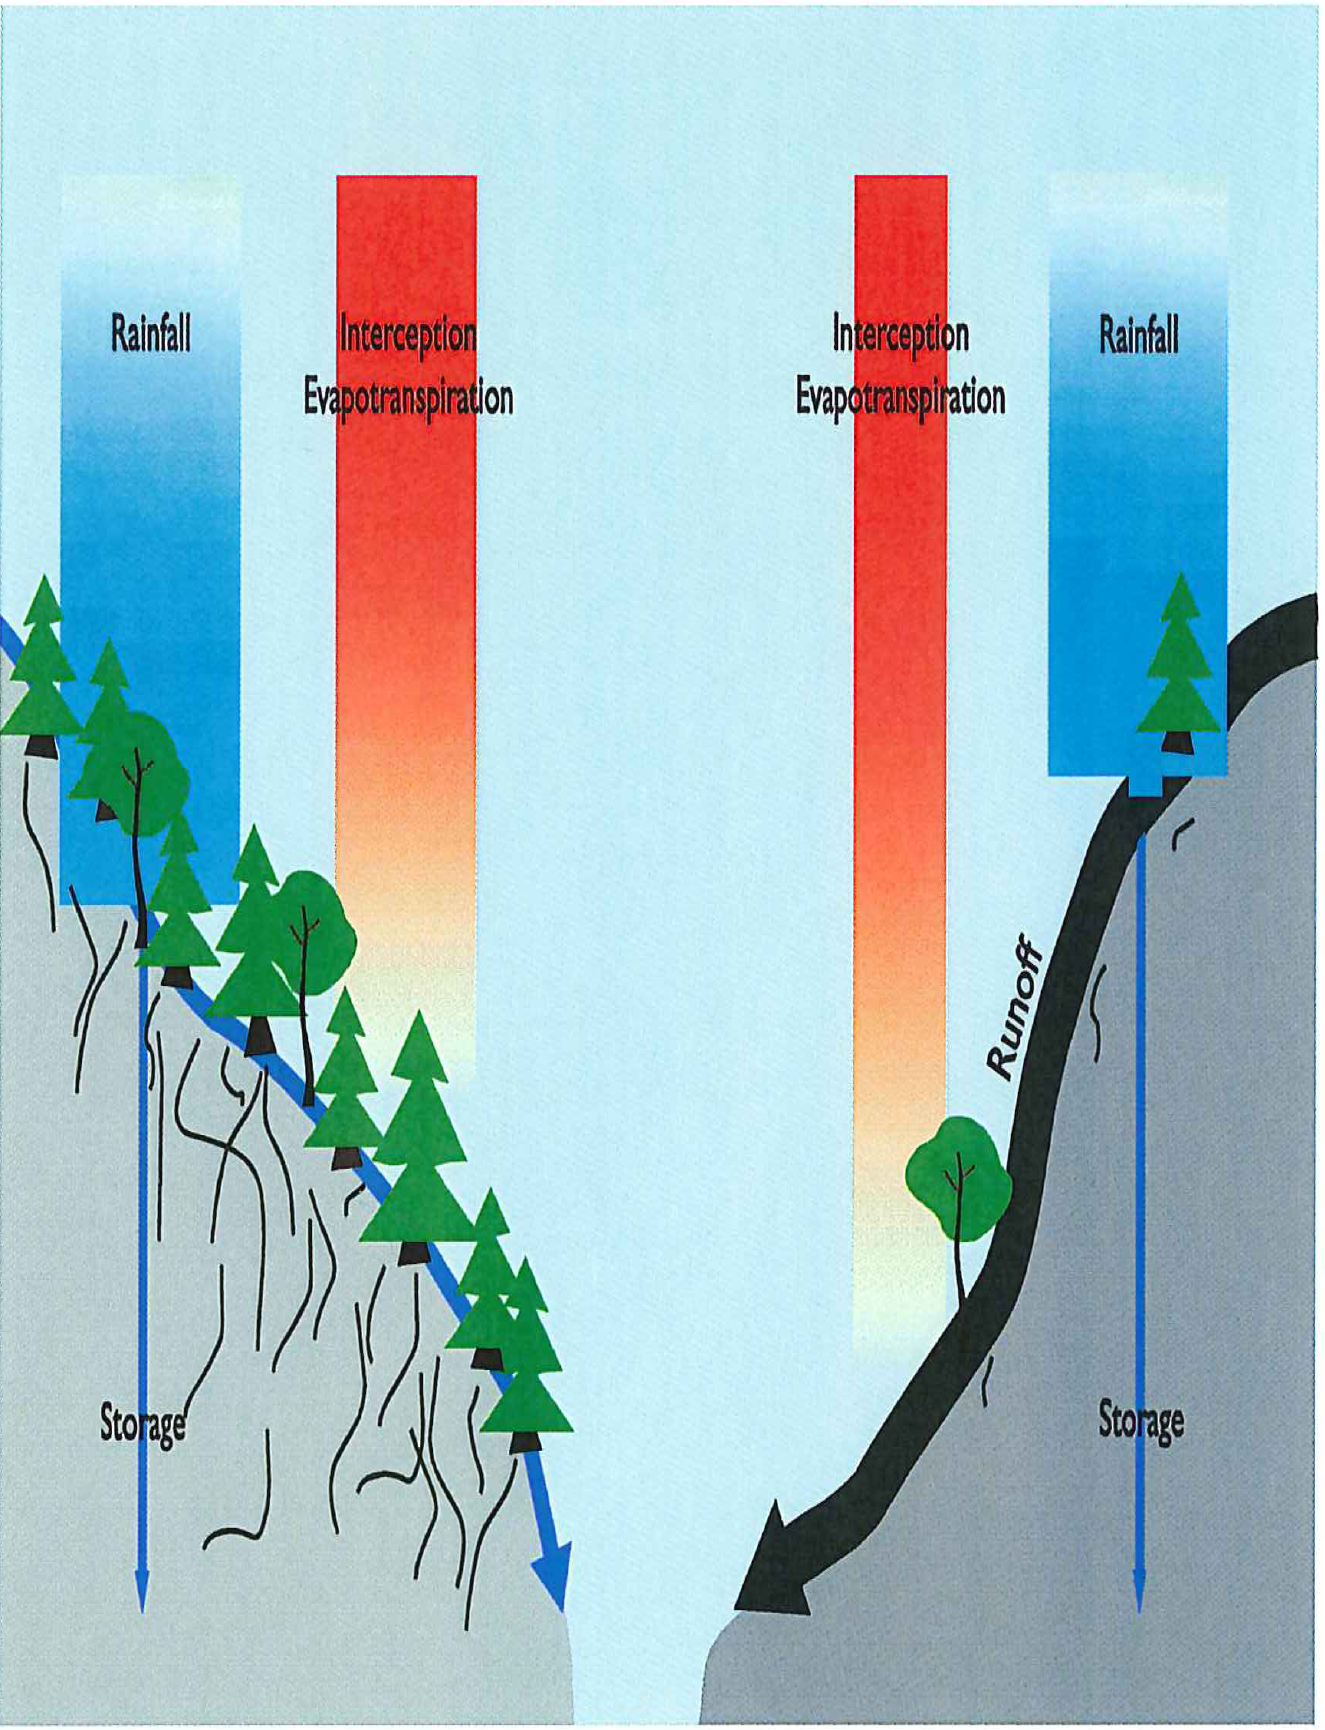 Rainfall
Interception
Evapotranspiration
Interception
Evapotranspiration
Rainfall
Runoff
Storage
Storage